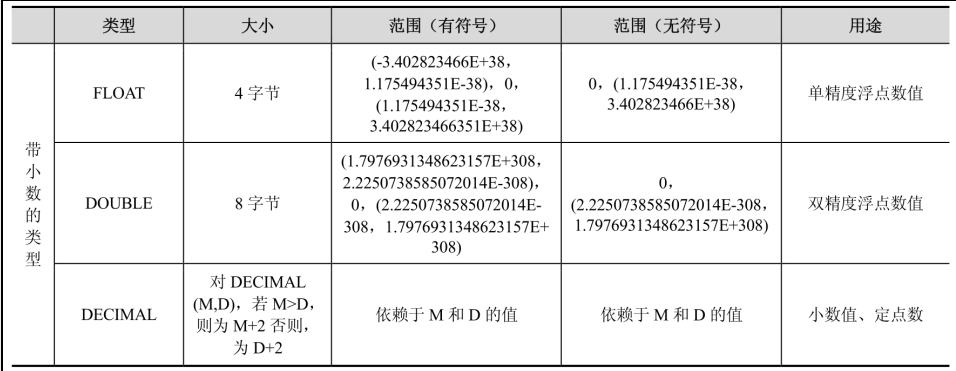 类型
大小
范围（有符号）
范围（无符号）
用途
带
小
数
的
类
型
FLOAT
4 字节
(-3.402823466E+38，
1.175494351E-38)，0，
(1.175494351E-38，
3.402823466351E+38)
0，(1.175494351E-38，
3.402823466E+38)
单精度浮点数值
DOUBLE
8 字节
(1.7976931348623157E+308，
2.2250738585072014E-308)，
0，(2.2250738585072014E-
308，1.7976931348623157E+
308)
0，
(2.2250738585072014E-308，
1.7976931348623157E+308)
双精度浮点数值
DECIMAL
对 DECIMAL
(M,D)，若 M>D，
则为 M+2 否则，
为 D+2
依赖于 M 和 D 的值
依赖于 M 和 D 的值
小数值、定点数